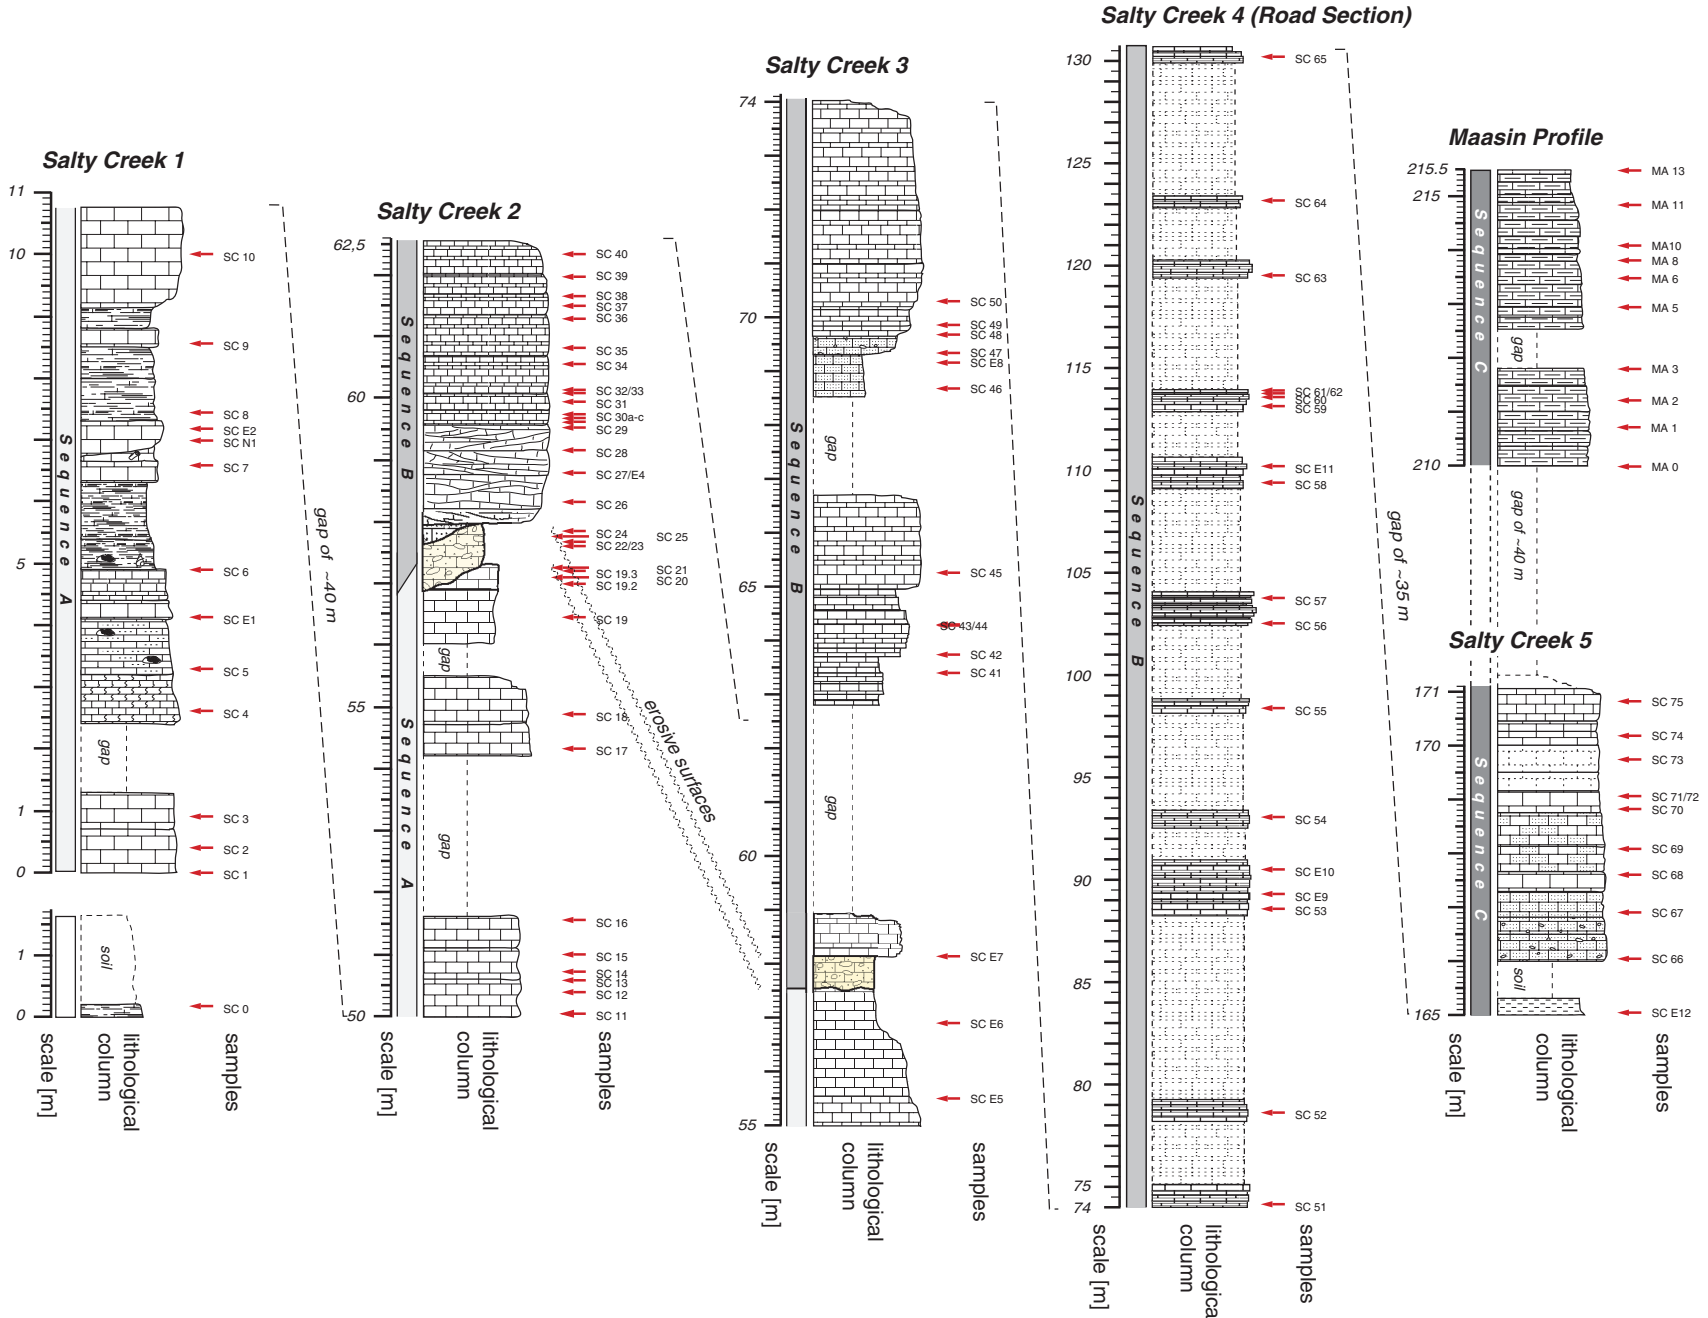 Salty Creek 1
11
10
5
1
0
1
0
Sequence A
gap
soil
SC 10
SC 9
SC 8
SC E2
SC N1
SC 7
SC 6
SC E1
SC 5
SC 4
SC 3
SC 2
SC 1
SC 0
scale [m]
lithological
column
samples
gap of ~40 m
Salty Creek 2
62,5
60
55
50
Sequence B
Sequence A
gap
gap
SC 40
SC 39
SC 38
SC 37
SC 36
SC 35
SC 34
SC 32/33
SC 31
SC 30a-c
SC 29
SC 28
SC 27/E4
SC 26
SC 24
SC 25
SC 22/23
SC 21
SC 19.3
SC 20
SC 19.2
SC 19
SC 18
SC 17
SC 16
SC 15
SC 14
SC 13
SC 12
SC 11
scale [m]
lithological
column
samples
erosive surfaces
Salty Creek 3
74
70
65
60
55
Sequence B
gap
gap
SC 50
SC 49
SC 48
SC 47
SC E8
SC 46
SC 45
SC 43/44
SC 42
SC 41
SC E7
SC E6
SC E5
scale [m]
lithological
column
samples
Salty Creek 4 (Road Section)
130
125
120
115
110
105
100
95
90
85
80
75
74
Sequence B
SC 65
SC 64
SC 63
SC 61/62
SC 60
SC 59
SC E11
SC 58
SC 57
SC 56
SC 55
SC 54
SC E10
SC E9
SC 53
SC 52
SC 51
scale [m]
lithologica
column
samples
gap of ~35 m
Maasin Profile
215.5
215
210
Sequence C
gap
MA 13
MA 11
MA10
MA 8
MA 6
MA 5
MA 3
MA 2
MA 1
MA 0
gap of ~40 m
Salty Creek 5
171
170
165
Sequence C
soil
SC 75
SC 74
SC 73
SC 71/72
SC 70
SC 69
SC 68
SC 67
SC 66
SC E12
scale [m]
lithological
column
samples